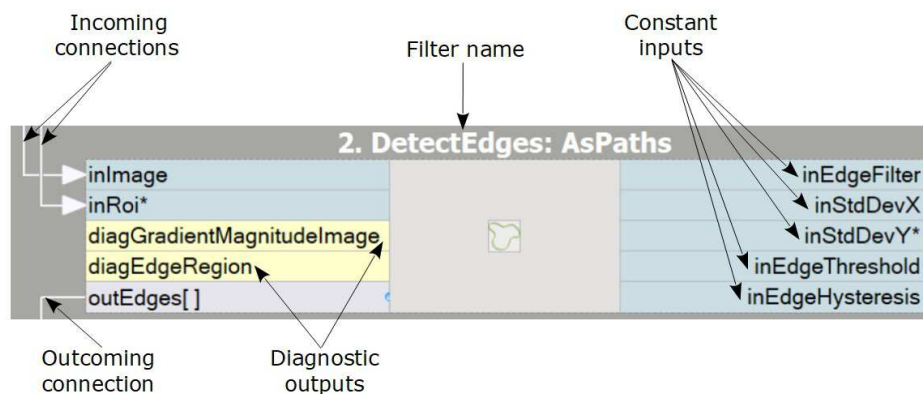 Incoming
connections
Filter name
Constant
inputs
2. DetectEdges: AsPaths
inImage
inEdgeFilter
inRoi*
inStdDevX
diagGradientMagnitudeImage
inStdDevY*
diagEdgeRegion
inEdgeThreshold
outEdges[ ]
inEdgeHysteresis
Outcoming
connection
Diagnostic
outputs